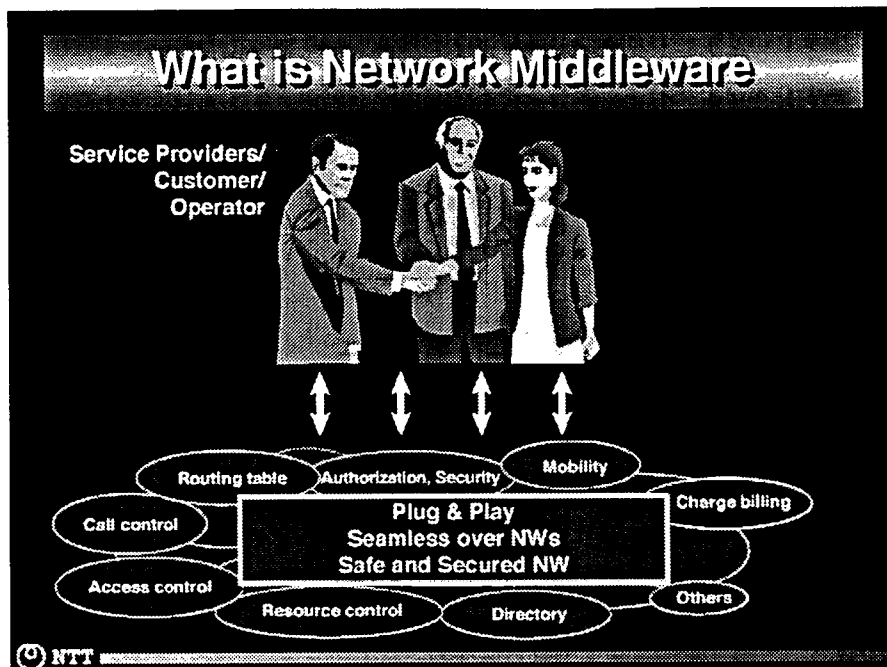 What is Network Middleware
Service Providers/
Customer/
Operator
Routing table
Authorization, Security
Mobility
Charge billing
Call control
Plug & Play
Seamless over NWs
Safe and Secured NW
Access control
Resource control
Directory
Others
NTT